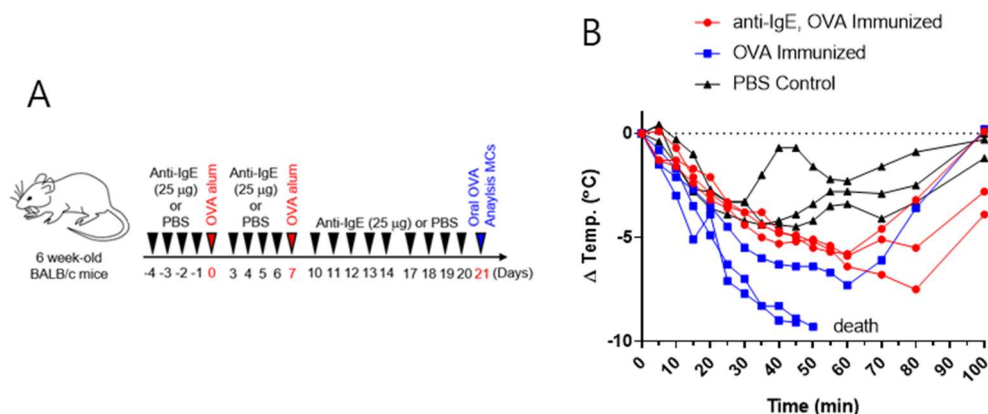 A
Anti-IgE
(25 µg)
or
PBS
OVA alum
Anti-IgE
(25 µg)
or
PBS
OVA alum
Anti-IgE (25 µg) or PBS
Oral OVA
Anaylsis MCs
6 week-old
BALB/c mice
-4 -3 -2 -1 0 3 4 5 6 7 10 11 12 13 14 17 18 19 20 21 (Days)
B
anti-IgE, OVA Immunized
OVA Immunized
PBS Control
Δ Temp. (°C)
0
-5
-10
death
0 10 20 30 40 50 60 70 80 90 100
Time (min)